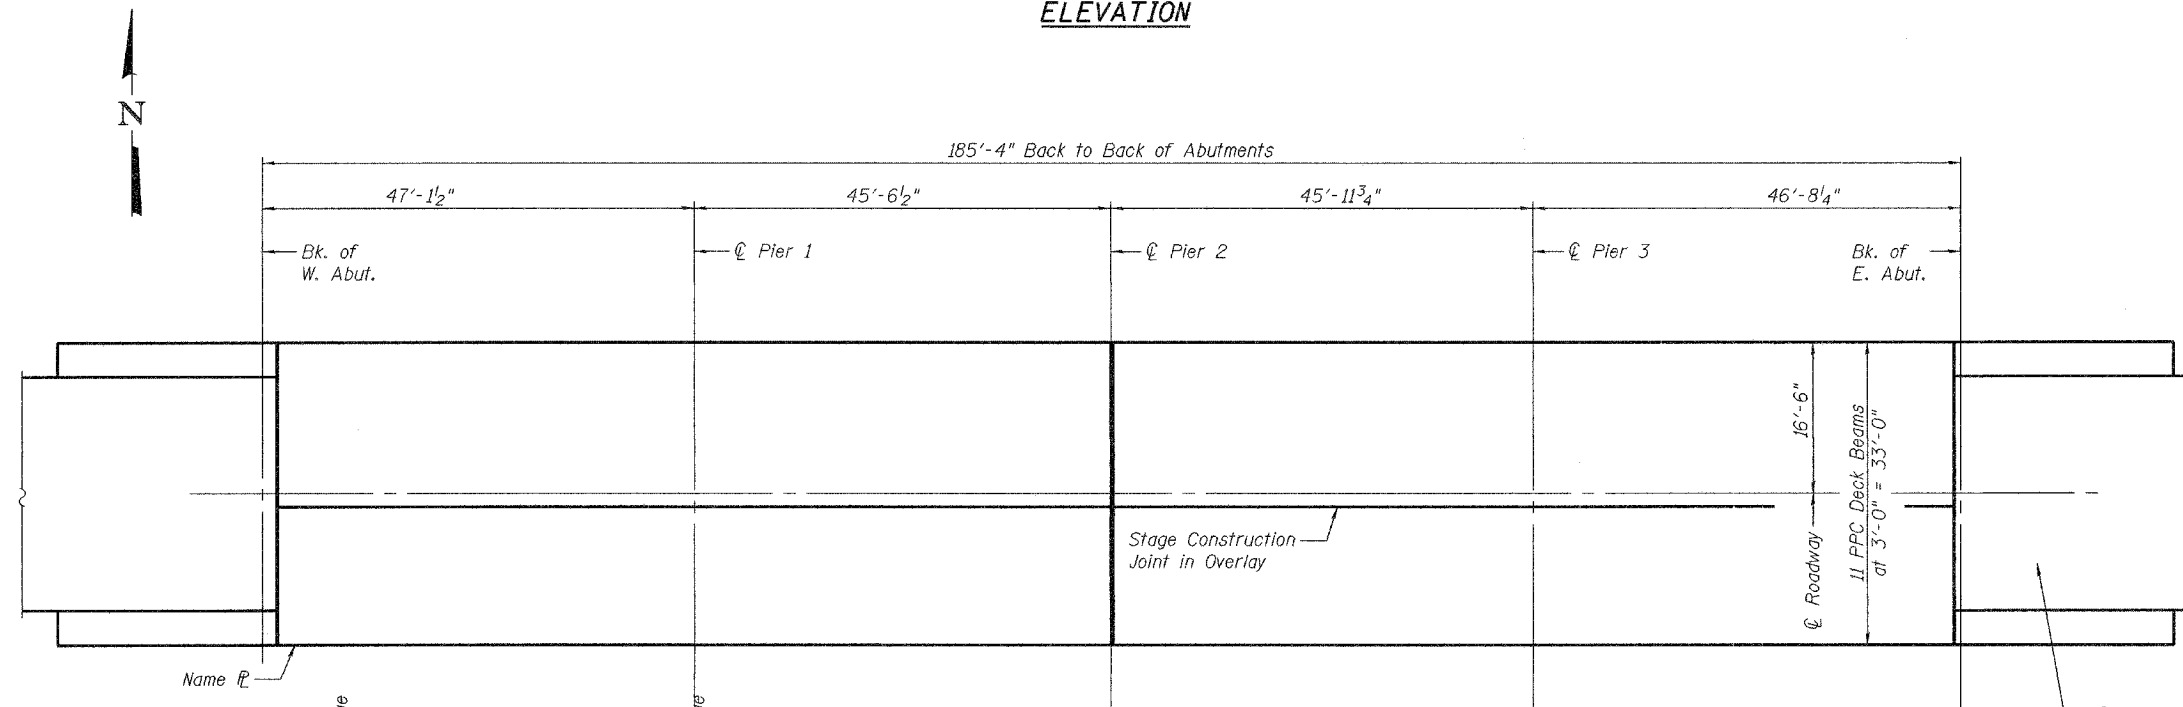 ELEVATION
N
185'-4" Back to Back of Abutments
47'-1½"
45'-6½"
45'-11¾"
46'-8¼"
Bk. of
W. Abut.
℄ Pier 1
℄ Pier 2
℄ Pier 3
Bk. of
E. Abut.
16'-6"
℄ Roadway
11 PPC Deck Beams
at 3'-0" = 33'-0"
Stage Construction
Joint in Overlay
Name ⅊